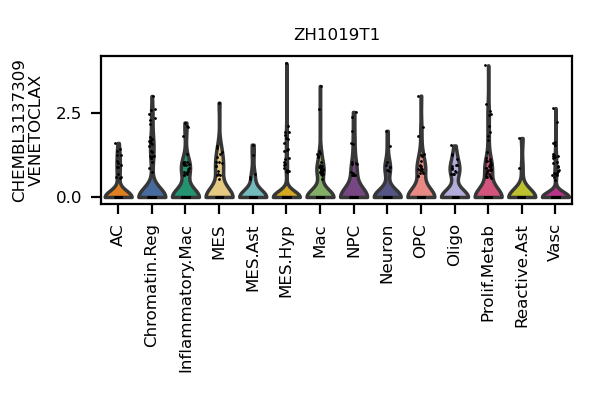 ZH1019T1
CHEMBL3137309
VENETOCLAX
2.5
0.0
AC
Chromatin.Reg
Inflammatory.Mac
MES
MES.Ast
MES.Hyp
Mac
NPC
Neuron
OPC
Oligo
Prolif.Metab
Reactive.Ast
Vasc